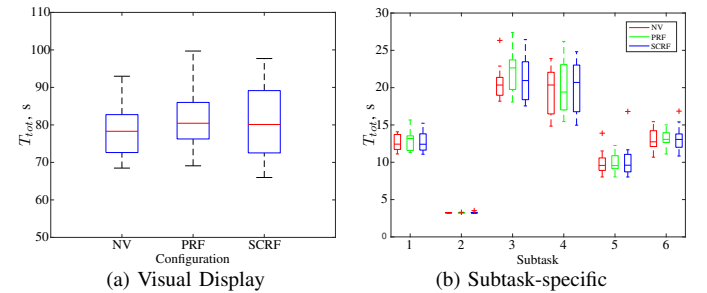 110
100
90
80
70
60
50
T_tot, s
NV PRF SCRF
Configuration
(a) Visual Display
30
25
20
15
10
5
0
T_tot, s
NV
PRF
SCRF
1 2 3 4 5 6
Subtask
(b) Subtask-specific